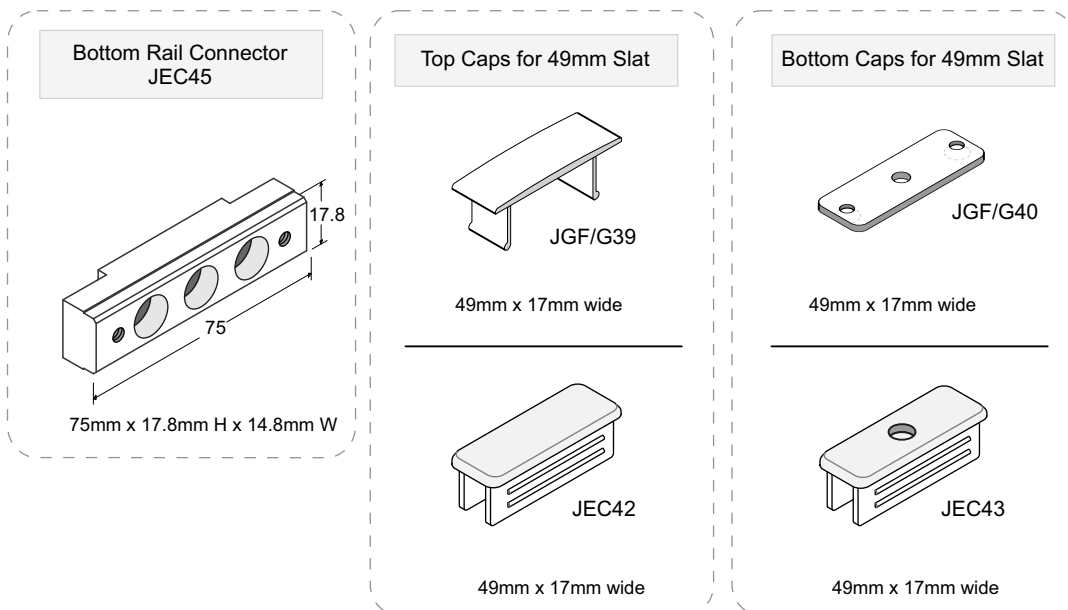 Bottom Rail Connector
JEC45
17.8
75
75mm x 17.8mm H x 14.8mm W
Top Caps for 49mm Slat
JGF/G39
49mm x 17mm wide
JEC42
49mm x 17mm wide
Bottom Caps for 49mm Slat
JGF/G40
49mm x 17mm wide
JEC43
49mm x 17mm wide